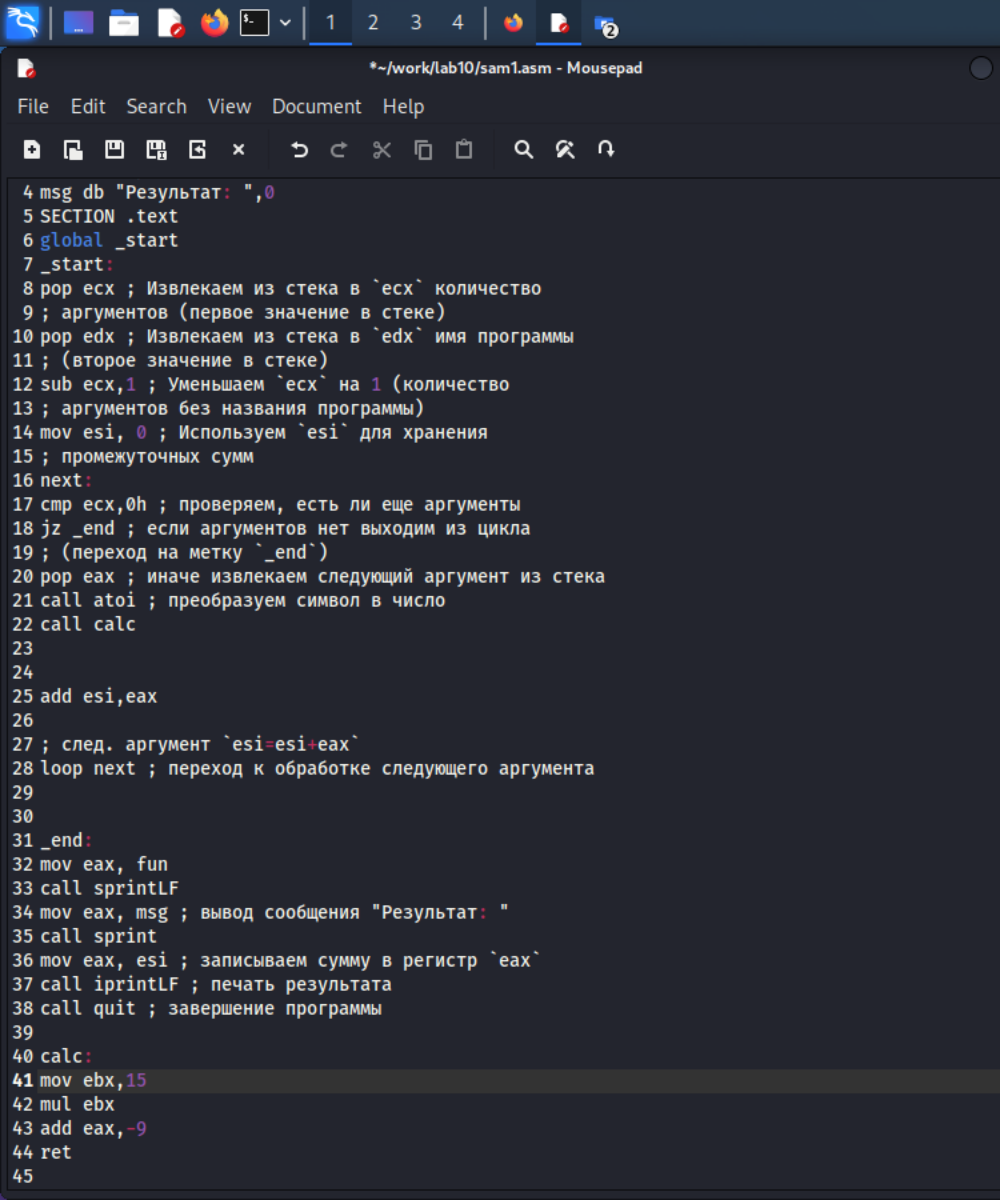 1 2 3 4 2
*~/work/lab10/sam1.asm - Mousepad
File Edit Search View Document Help
4 msg db "Результат: ",0
5 SECTION .text
6 global _start
7 _start:
8 pop ecx ; Извлекаем из стека в `ecx` количество
9 ; аргументов (первое значение в стеке)
10 pop edx ; Извлекаем из стека в `edx` имя программы
11 ; (второе значение в стеке)
12 sub ecx,1 ; Уменьшаем `ecx` на 1 (количество
13 ; аргументов без названия программы)
14 mov esi, 0 ; Используем `esi` для хранения
15 ; промежуточных сумм
16 next:
17 cmp ecx,0h ; проверяем, есть ли еще аргументы
18 jz _end ; если аргументов нет выходим из цикла
19 ; (переход на метку `_end`)
20 pop eax ; иначе извлекаем следующий аргумент из стека
21 call atoi ; преобразуем символ в число
22 call calc
23
24
25 add esi,eax
26
27 ; след. аргумент `esi=esi+eax`
28 loop next ; переход к обработке следующего аргумента
29
30
31 _end:
32 mov eax, fun
33 call sprintLF
34 mov eax, msg ; вывод сообщения "Результат: "
35 call sprint
36 mov eax, esi ; записываем сумму в регистр `eax`
37 call iprintLF ; печать результата
38 call quit ; завершение программы
39
40 calc:
41 mov ebx,15
42 mul ebx
43 add eax,-9
44 ret
45